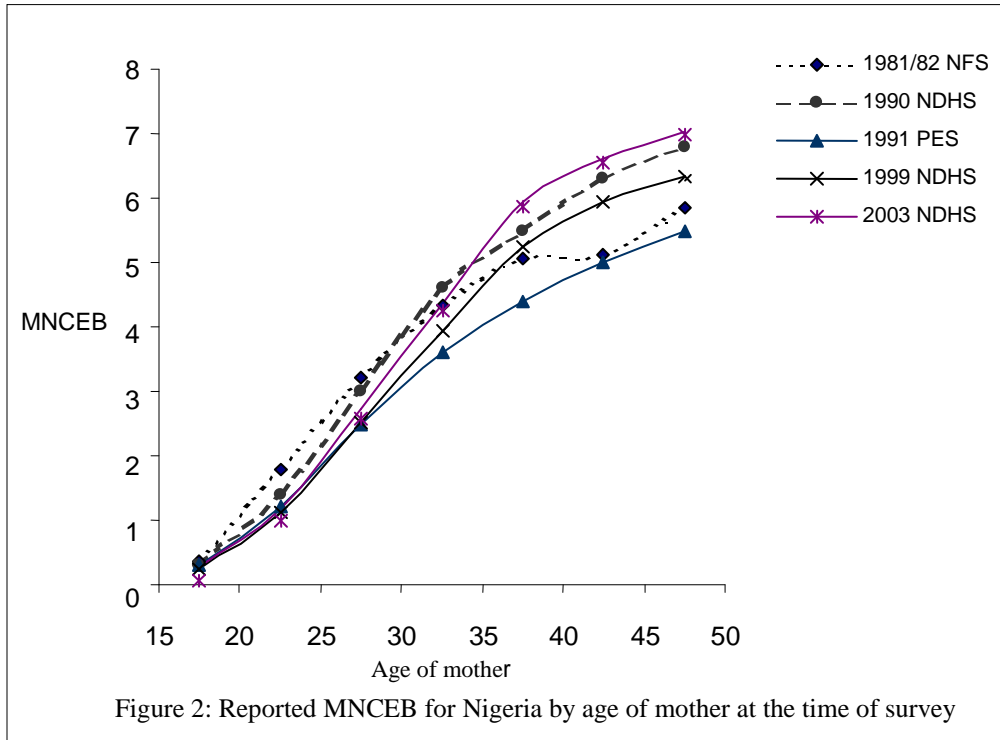 8
7
6
5
4
3
2
1
0
MNCEB
15 20 25 30 35 40 45 50
Age of mother
1981/82 NFS
1990 NDHS
1991 PES
1999 NDHS
2003 NDHS
Figure 2: Reported MNCEB for Nigeria by age of mother at the time of survey